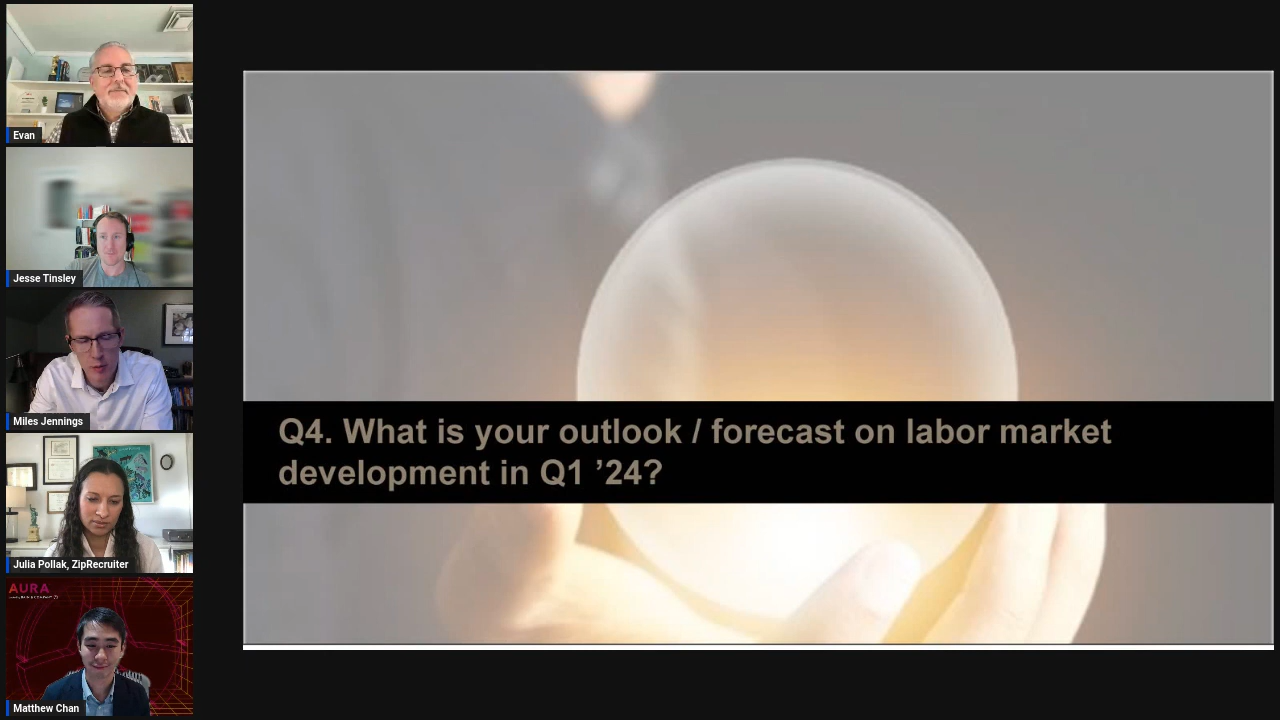 Evan
Jesse Tinsley
Miles Jennings
Julia Pollak, ZipRecruiter
AURA
Matthew Chan
Q4. What is your outlook / forecast on labor market
development in Q1 ’24?